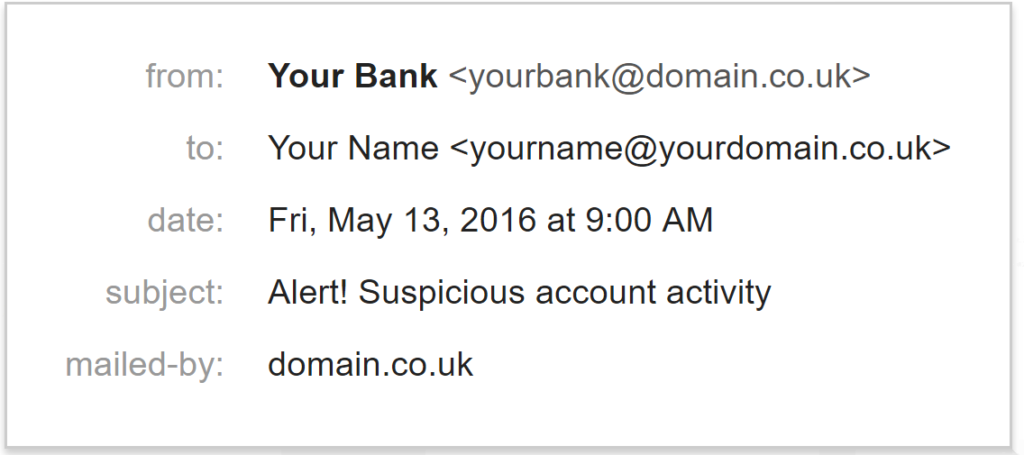 from: Your Bank <yourbank@domain.co.uk>
to: Your Name <yourname@yourdomain.co.uk>
date: Fri, May 13, 2016 at 9:00 AM
subject: Alert! Suspicious account activity
mailed-by: domain.co.uk